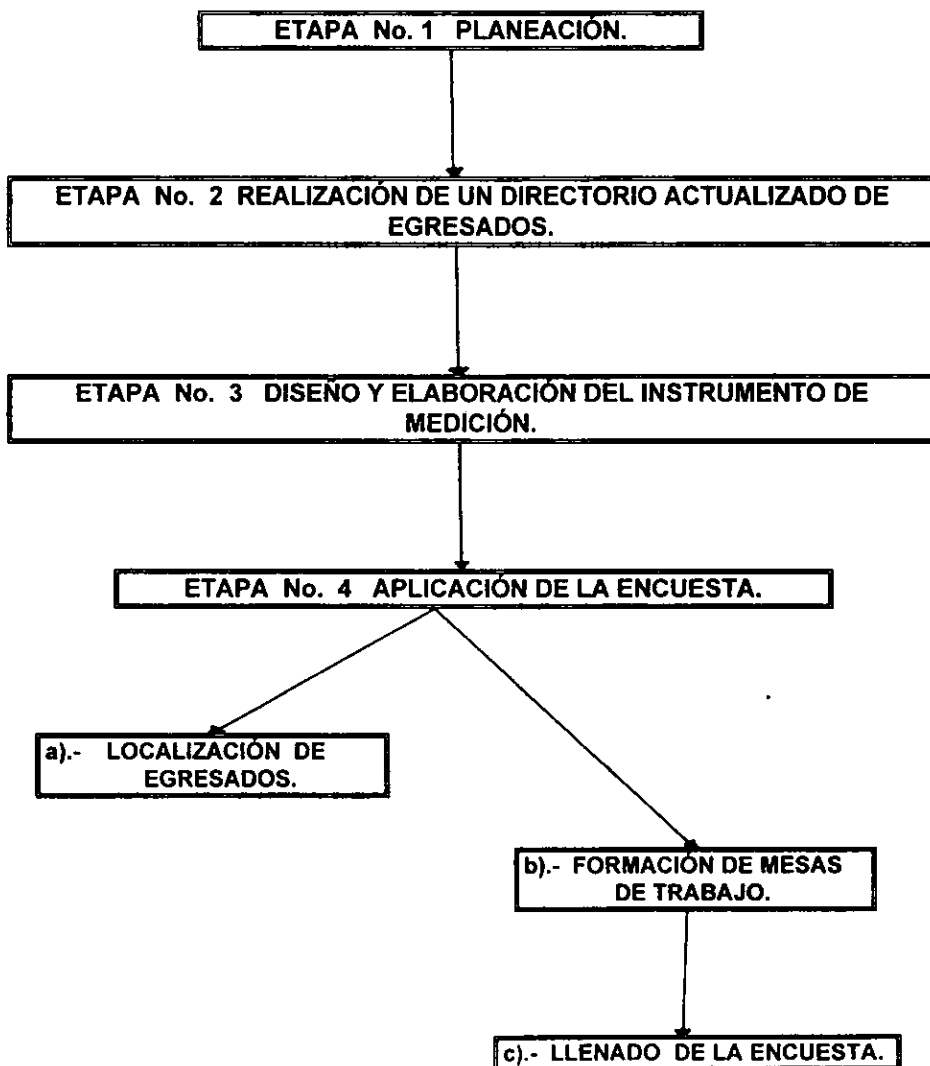 ETAPA No. 1 PLANEACIÓN.
ETAPA No. 2 REALIZACIÓN DE UN DIRECTORIO ACTUALIZADO DE
EGRESADOS.
ETAPA No. 3 DISEÑO Y ELABORACIÓN DEL INSTRUMENTO DE
MEDICIÓN.
ETAPA No. 4 APLICACIÓN DE LA ENCUESTA.
a).- LOCALIZACIÓN DE
EGRESADOS.
b).- FORMACIÓN DE MESAS
DE TRABAJO.
c).- LLENADO DE LA ENCUESTA.